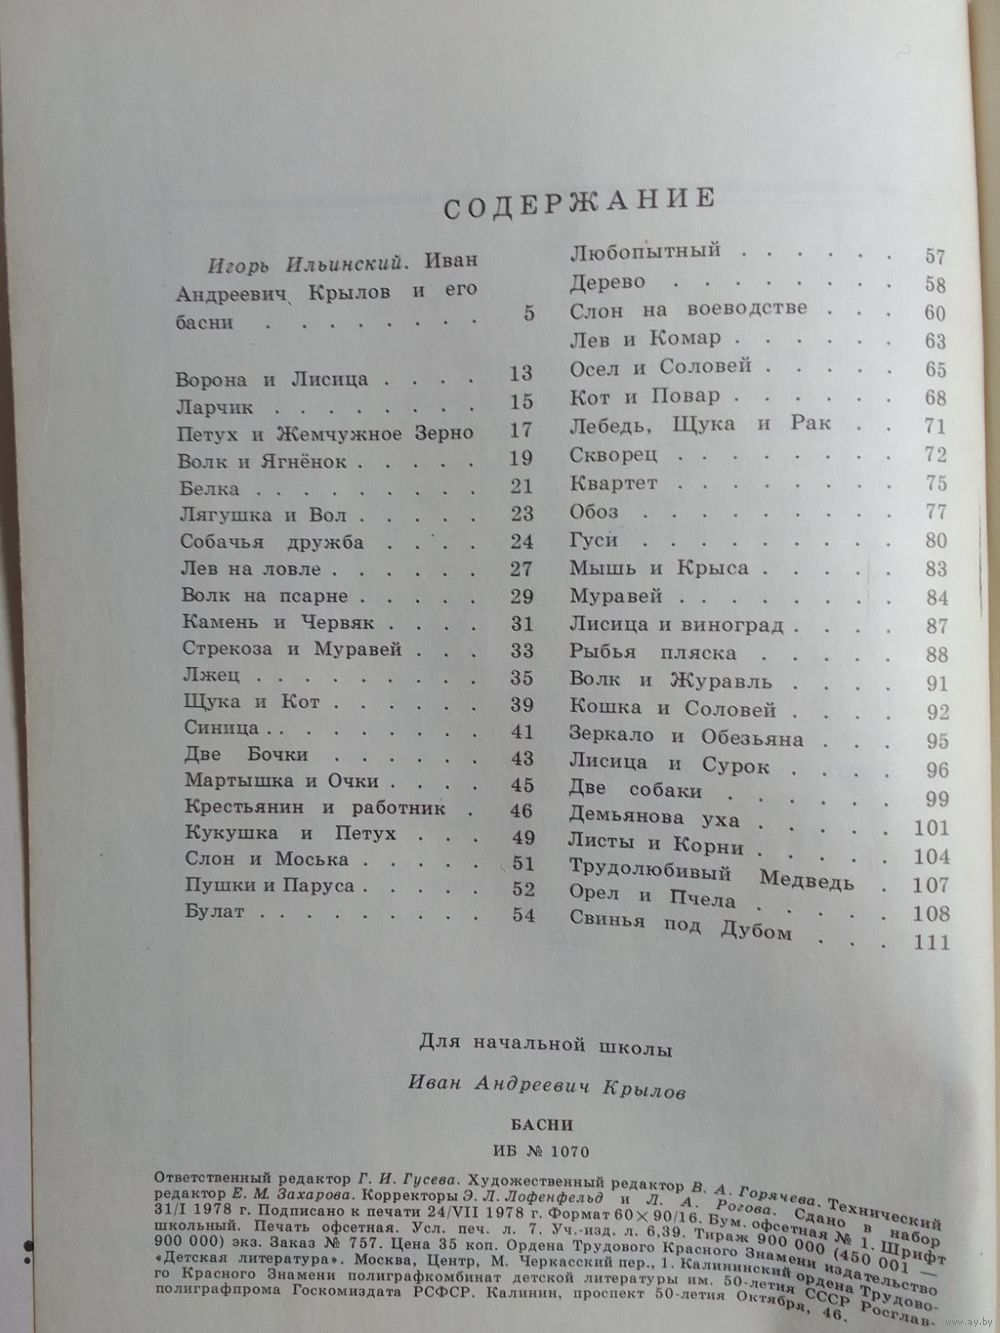 СОДЕРЖАНИЕ
Игорь Ильинский. Иван
Андреевич Крылов и его
басни . . . . . . . . 5
Ворона и Лисица . . . . 13
Ларчик . . . . . . . . 15
Петух и Жемчужное Зерно 17
Волк и Ягнёнок . . . . . 19
Белка . . . . . . . . . 21
Лягушка и Вол . . . . . 23
Собачья дружба . . . . 24
Лев на ловле . . . . . . 27
Волк на псарне . . . . . 29
Камень и Червяк . . . . 31
Стрекоза и Муравей . . . 33
Лжец . . . . . . . . . 35
Щука и Кот . . . . . . 39
Синица . . . . . . . . . 41
Две Бочки . . . . . . 43
Мартышка и Очки . . . . 45
Крестьянин и работник . 46
Кукушка и Петух . . . 49
Слон и Моська . . . . . 51
Пушки и Паруса . . . . . 52
Булат . . . . . . . . . 54
Любопытный . . . . . . 57
Дерево . . . . . . . . 58
Слон на воеводстве . . . 60
Лев и Комар . . . . . . 63
Осел и Соловей . . . . . 65
Кот и Повар . . . . . . 68
Лебедь, Щука и Рак . . 71
Скворец . . . . . . . . 72
Квартет . . . . . . . . 75
Обоз . . . . . . . . . 77
Гуси . . . . . . . . . 80
Мышь и Крыса . . . . . 83
Муравей . . . . . . . . 84
Лисица и виноград . . . . 87
Рыбья пляска . . . . . 88
Волк и Журавль . . . . 91
Кошка и Соловей . . . . 92
Зеркало и Обезьяна . . . 95
Лисица и Сурок . . . . 96
Две собаки . . . . . . 99
Демьянова уха . . . . . 101
Листы и Корни . . . . . 104
Трудолюбивый Медведь . 107
Орел и Пчела . . . . . 108
Свинья под Дубом . . . 111
Для начальной школы
Иван Андреевич Крылов
БАСНИ
ИБ № 1070
Ответственный редактор Г. И. Гусева. Художественный редактор В. А. Горячева. Технический
редактор Е. М. Захарова. Корректоры Э. Л. Лофенфельд и Л. А. Рогова. Сдано в набор
31/I 1978 г. Подписано к печати 24/VII 1978 г. Формат 60×90/16. Бум. офсетная № 1. Шрифт
школьный. Печать офсетная. Усл. печ. л. 7. Уч.-изд. л. 6,39. Тираж 900 000 (450 001 —
900 000) экз. Заказ № 757. Цена 35 коп. Ордена Трудового Красного Знамени издательство
«Детская литература». Москва, Центр, М. Черкасский пер., 1. Калининский ордена Трудово-
го Красного Знамени полиграфкомбинат детской литературы им. 50-летия СССР Росглав-
полиграфпрома Госкомиздата РСФСР. Калинин, проспект 50-летия Октября, 46.
www.ay.by